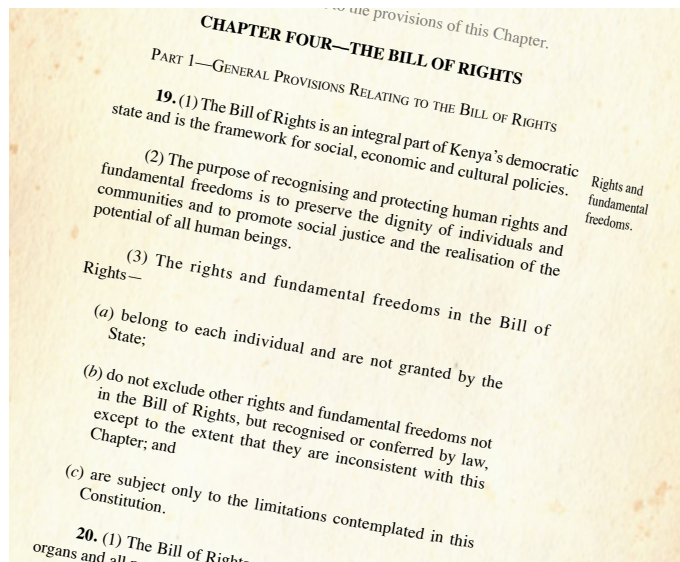 to the provisions of this Chapter.
CHAPTER FOUR—THE BILL OF RIGHTS
PART 1—GENERAL PROVISIONS RELATING TO THE BILL OF RIGHTS
19. (1) The Bill of Rights is an integral part of Kenya's democratic
state and is the framework for social, economic and cultural policies.
Rights and
fundamental
freedoms.
(2) The purpose of recognising and protecting human rights and
fundamental freedoms is to preserve the dignity of individuals and
communities and to promote social justice and the realisation of the
potential of all human beings.
(3) The rights and fundamental freedoms in the Bill of
Rights—
(a) belong to each individual and are not granted by the
State;
(b) do not exclude other rights and fundamental freedoms not
in the Bill of Rights, but recognised or conferred by law,
except to the extent that they are inconsistent with this
Chapter; and
(c) are subject only to the limitations contemplated in this
Constitution.
20. (1) The Bill of Rights
organs and all